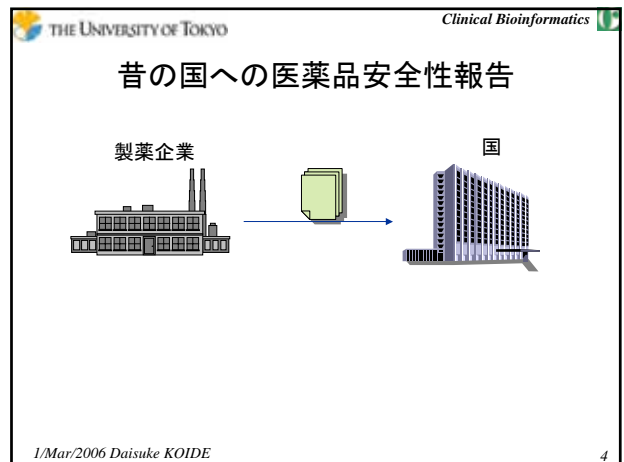 THE UNIVERSITY OF TOKYO
Clinical Bioinformatics
昔の国への医薬品安全性報告
製薬企業
国
1/Mar/2006 Daisuke KOIDE
4